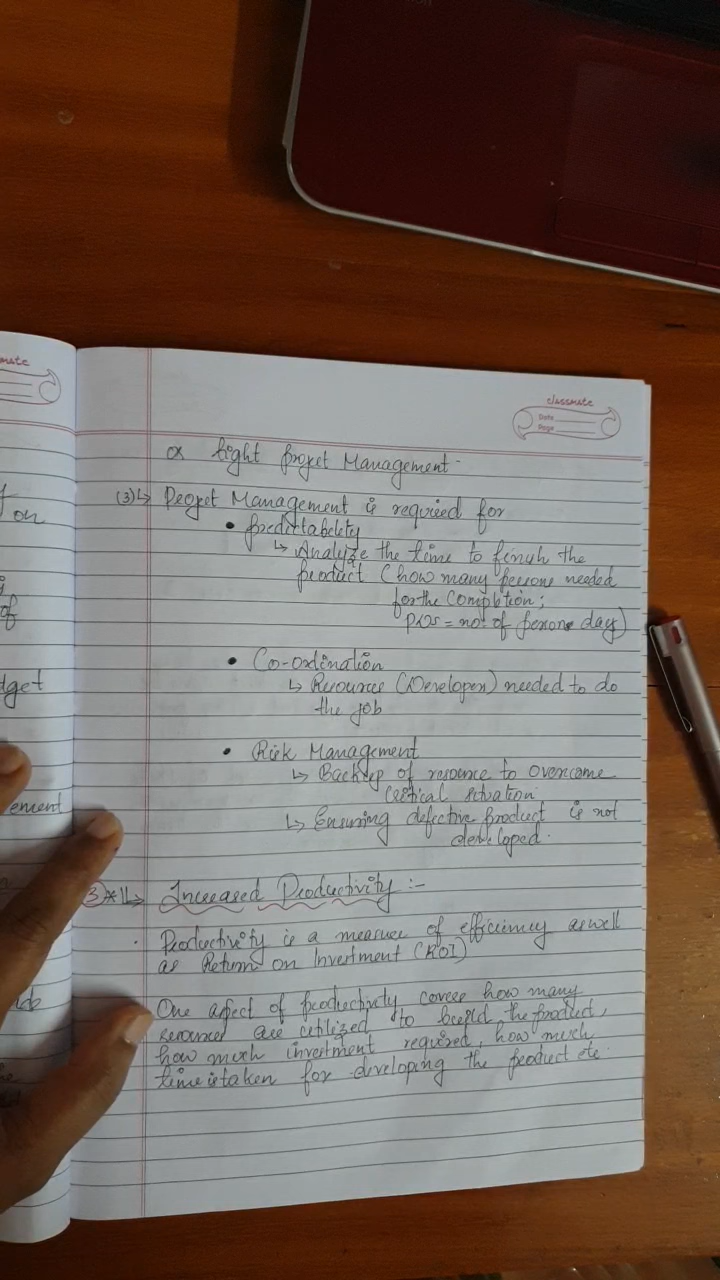 mate
classmate
Date
Page
or tight project Management
on
(3)↳ Project Management is required for
• Predictability
↳ Analyze the time to finish the
product (how many persons needed
for the completion;
of
= no. of persons day)
• Co-ordination
dget
↳ Resources (Developers) needed to do
the job
• Risk Management
↳ Backup of resource to overcome
ement
critical situation
↳ Ensuring defective product is not
developed.
3 * ↳ Increased Productivity :-
Productivity is a measure of efficiency as well
as Return on Investment (ROI)
One aspect of productivity covers how many
resources are utilized to build the product,
how much investment required, how much
time is taken for developing the product etc.